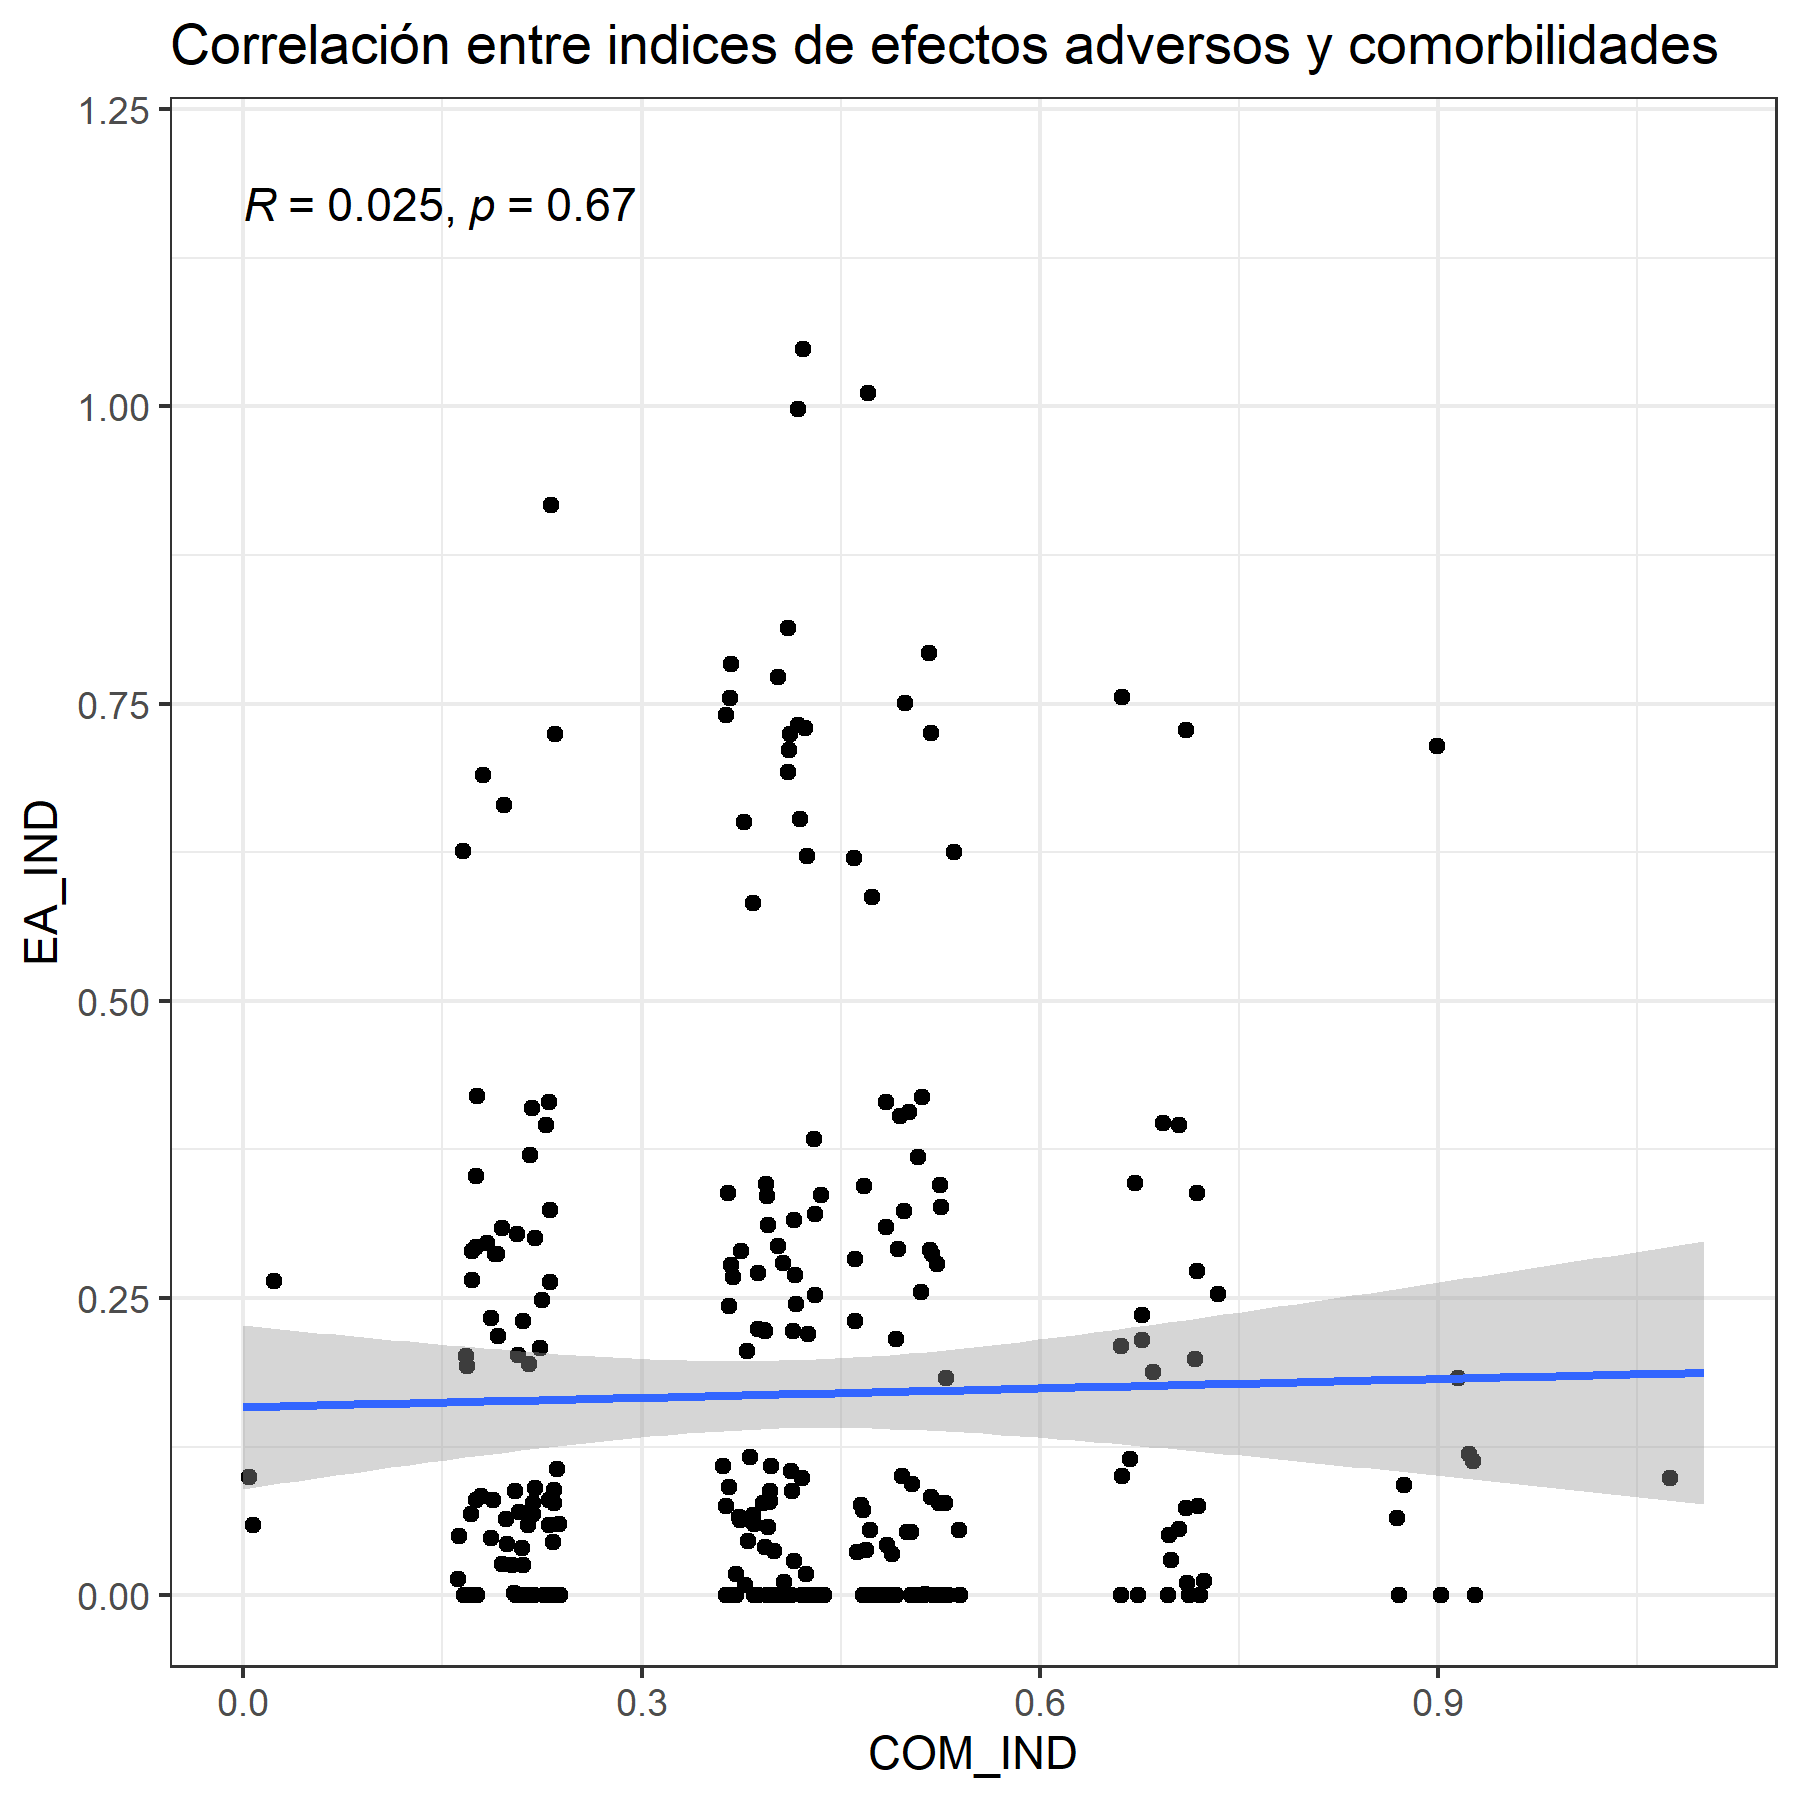 Correlación entre indices de efectos adversos y comorbilidades
1.25
R = 0.025, p = 0.67
1.00
0.75
EA_IND
0.50
0.25
0.00
0.0 0.3 0.6 0.9
COM_IND